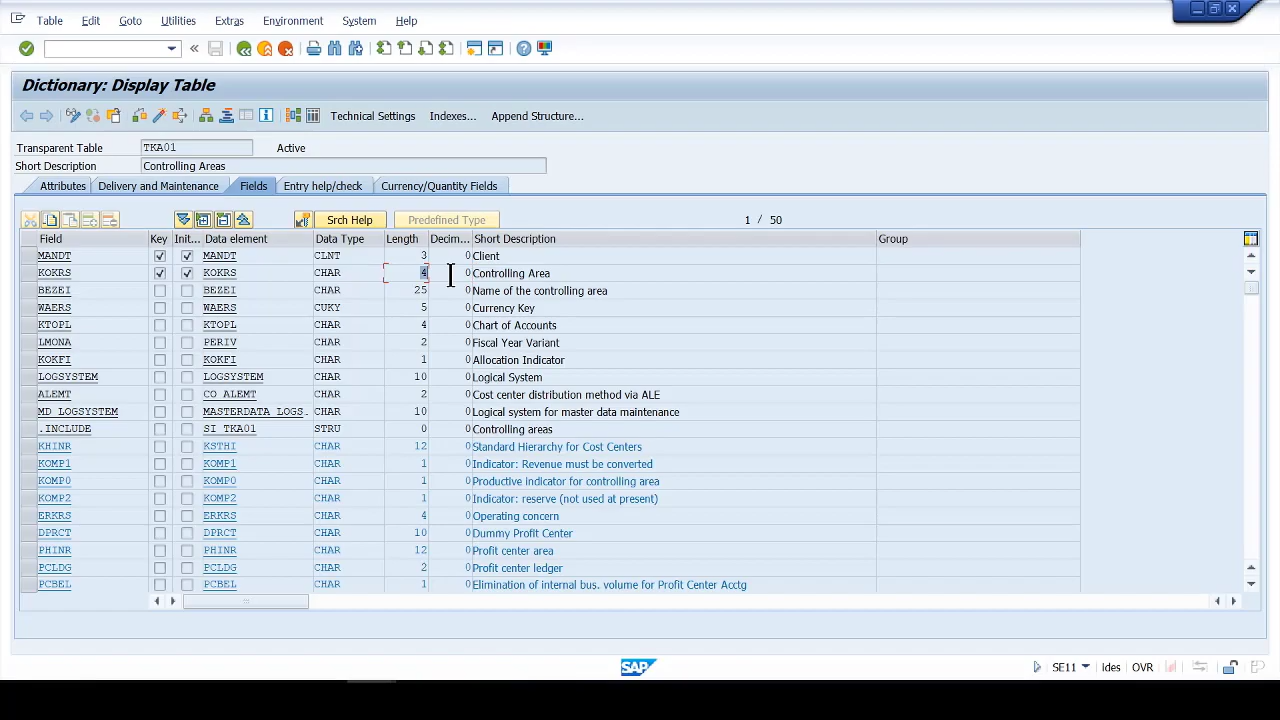 Table Edit Goto Utilities Extras Environment System Help
Dictionary: Display Table
Technical Settings Indexes... Append Structure...
Transparent Table TKA01 Active
Short Description Controlling Areas
Attributes Delivery and Maintenance Fields Entry help/check Currency/Quantity Fields
Srch Help Predefined Type 1 / 50
Field Key Init... Data element Data Type Length Decim... Short Description Group
MANDT MANDT CLNT 3 0 Client
KOKRS KOKRS CHAR 4 0 Controlling Area
BEZEI BEZEI CHAR 25 0 Name of the controlling area
WAERS WAERS CUKY 5 0 Currency Key
KTOPL KTOPL CHAR 4 0 Chart of Accounts
LMONA PERIV CHAR 2 0 Fiscal Year Variant
KOKFI KOKFI CHAR 1 0 Allocation Indicator
LOGSYSTEM LOGSYSTEM CHAR 10 0 Logical System
ALEMT CO ALEMT CHAR 2 0 Cost center distribution method via ALE
MD LOGSYSTEM MASTERDATA LOGS. CHAR 10 0 Logical system for master data maintenance
.INCLUDE SI TKA01 STRU 0 0 Controlling areas
KHINR KSTHI CHAR 12 0 Standard Hierarchy for Cost Centers
KOMP1 KOMP1 CHAR 1 0 Indicator: Revenue must be converted
KOMP0 KOMP0 CHAR 1 0 Productive indicator for controlling area
KOMP2 KOMP2 CHAR 1 0 Indicator: reserve (not used at present)
ERKRS ERKRS CHAR 4 0 Operating concern
DPRCT DPRCT CHAR 10 0 Dummy Profit Center
PHINR PHINR CHAR 12 0 Profit center area
PCLDG PCLDG CHAR 2 0 Profit center ledger
PCBEL PCBEL CHAR 1 0 Elimination of internal bus. volume for Profit Center Acctg
SAP SE11 ides OVR